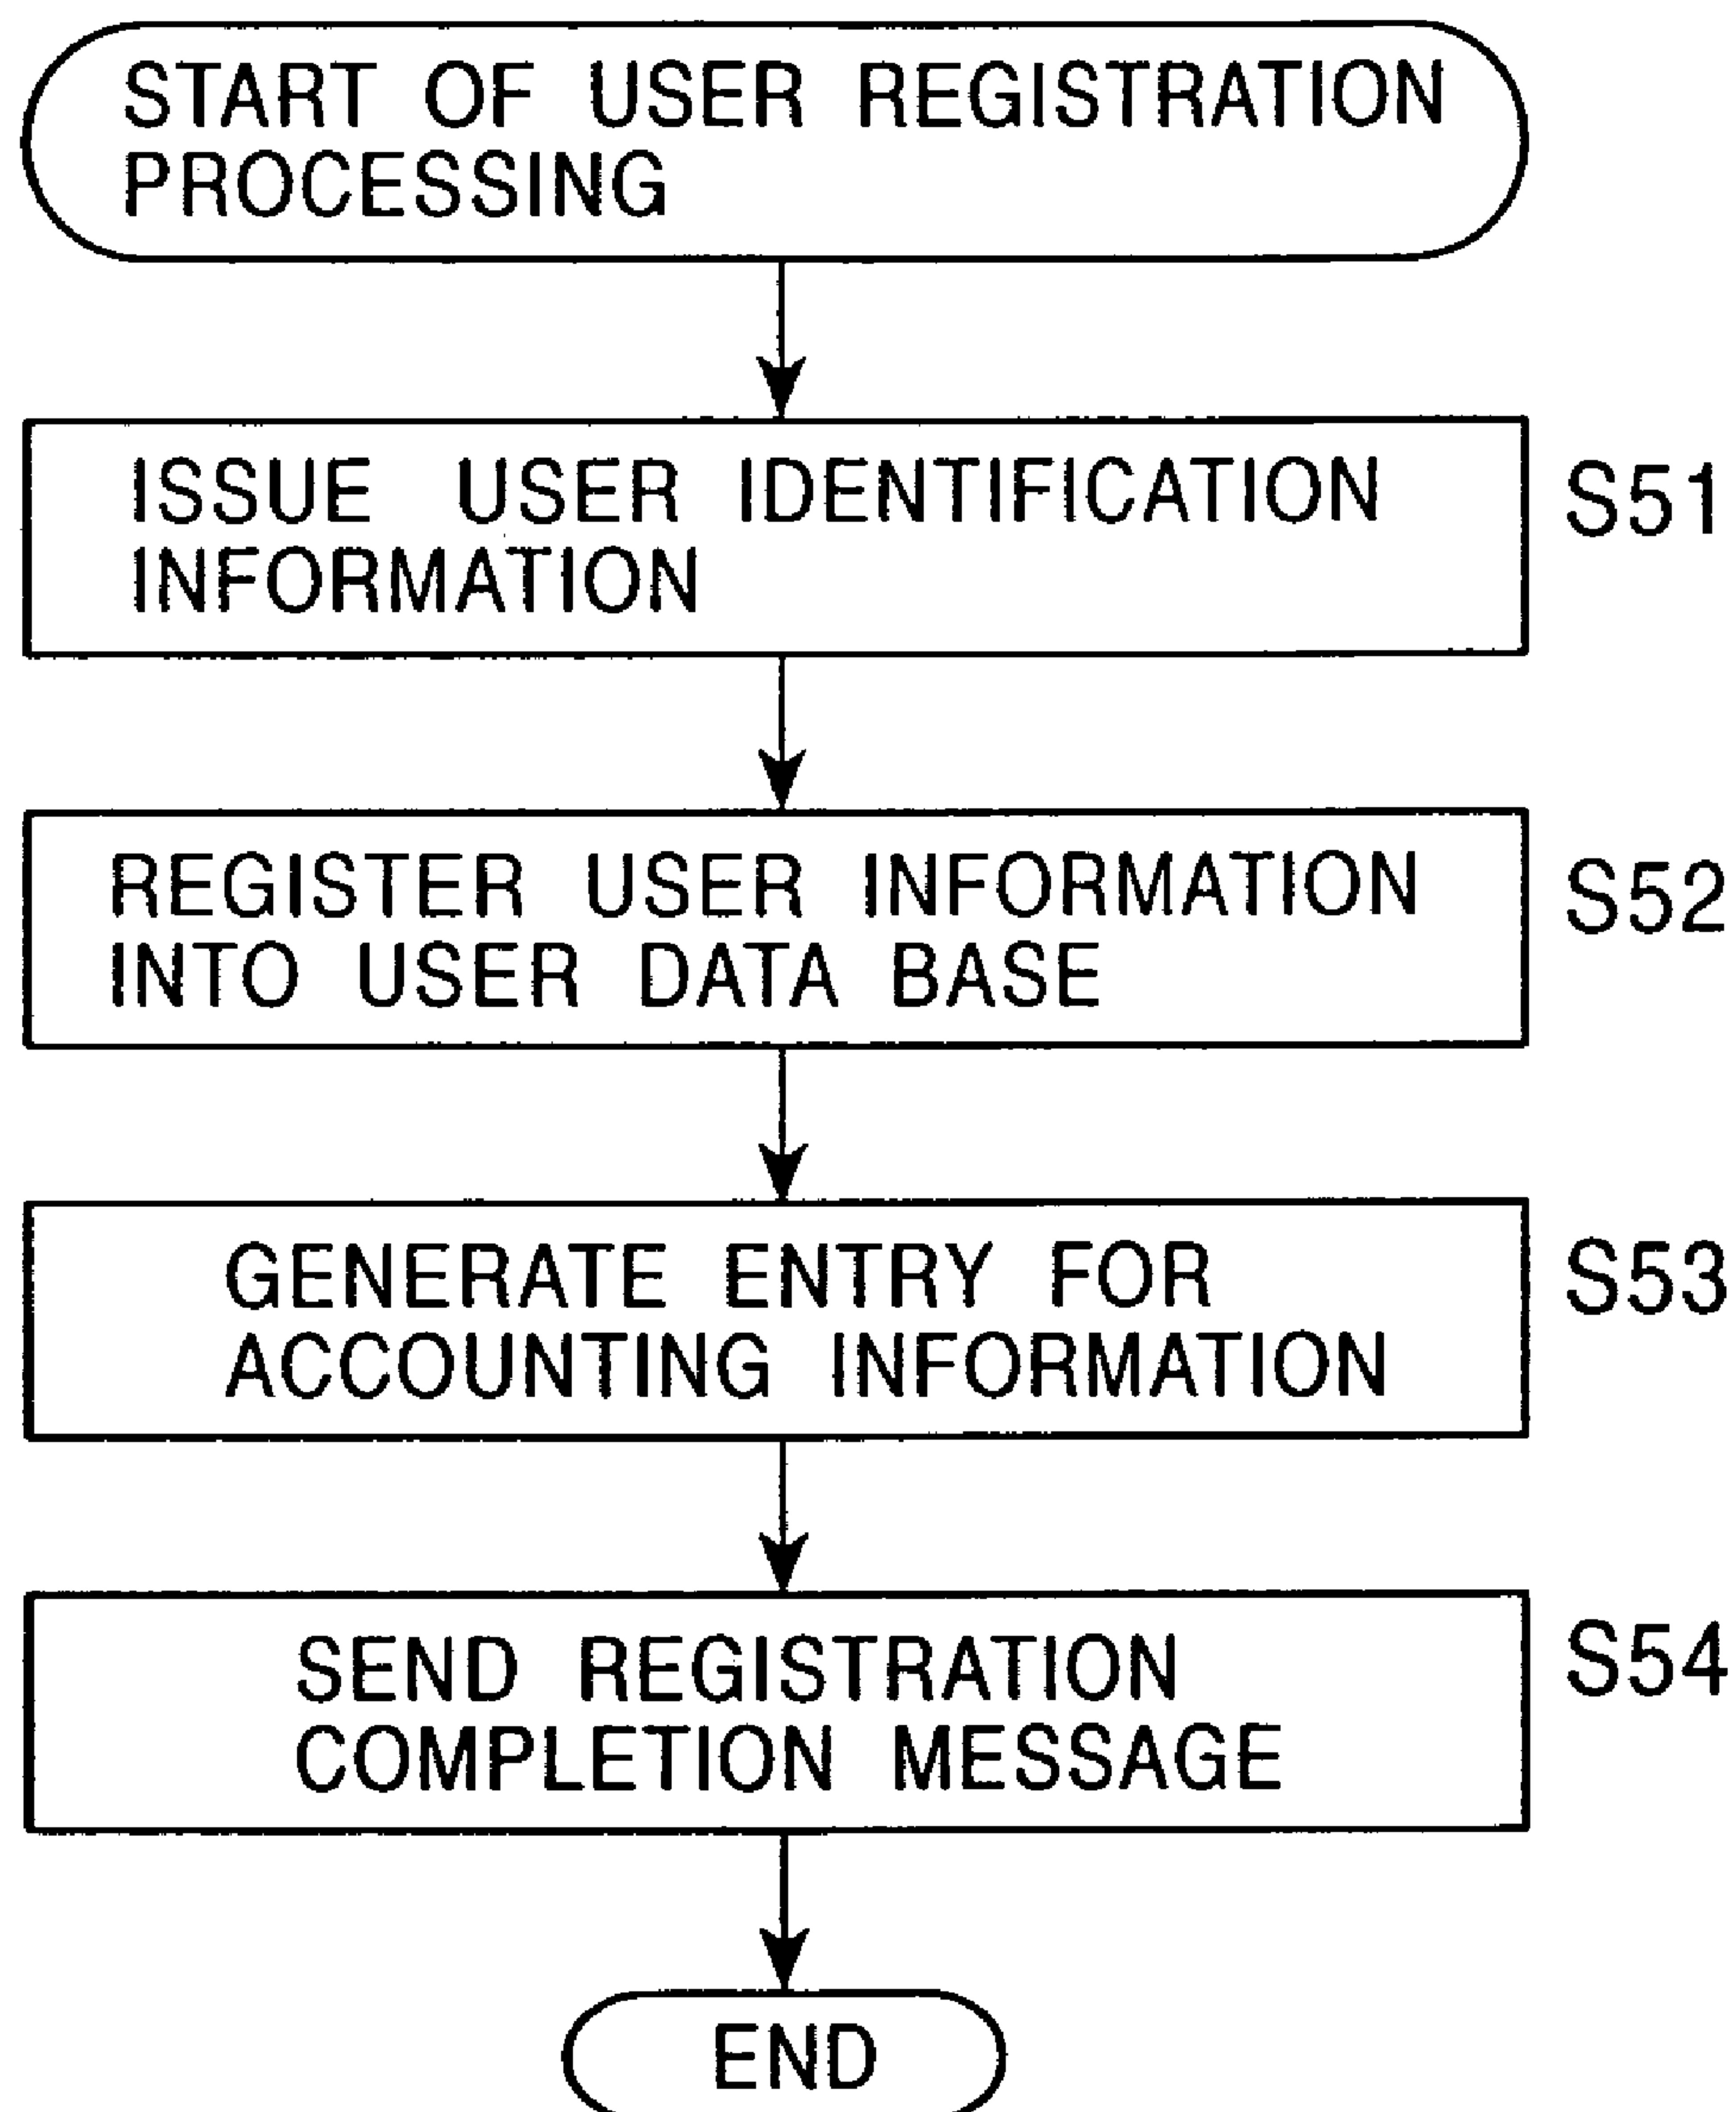 START OF USER REGISTRATION
PROCESSING
ISSUE USER IDENTIFICATION
INFORMATION
S51
REGISTER USER INFORMATION
INTO USER DATA BASE
S52
GENERATE ENTRY FOR
ACCOUNTING INFORMATION
S53
SEND REGISTRATION
COMPLETION MESSAGE
S54
END